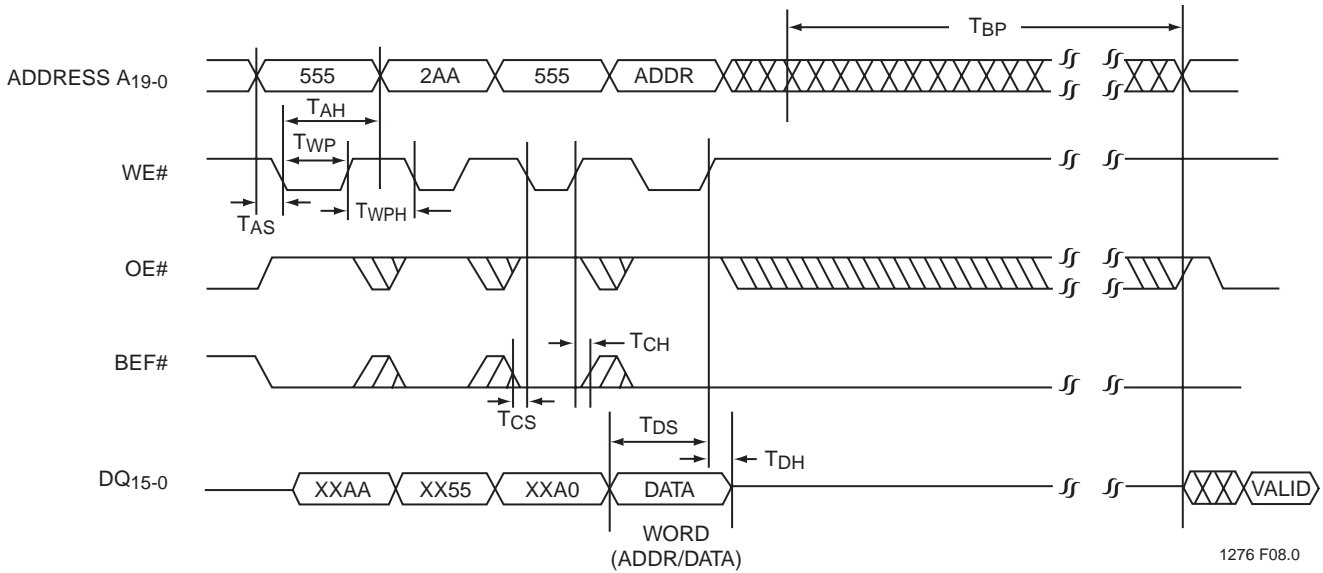 TBP
ADDRESS A19-0
555
2AA
555
ADDR
TAH
TWP
WE#
TAS
TWPH
OE#
BEF#
TCH
TCS
TDS
TDH
DQ15-0
XXAA
XX55
XXA0
DATA
VALID
WORD
(ADDR/DATA)
1276 F08.0